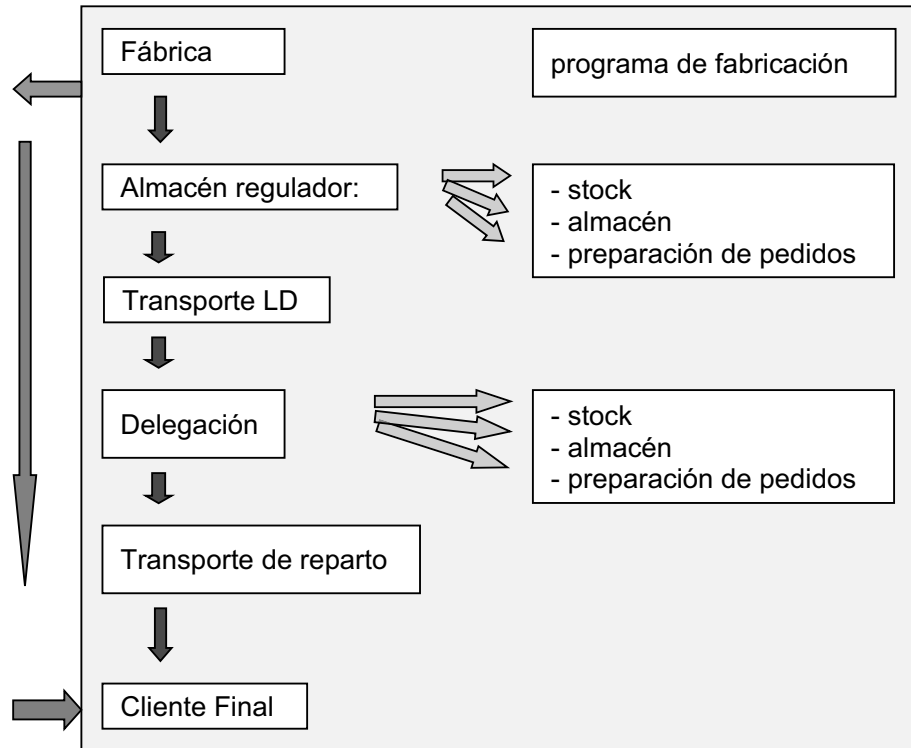 Fábrica
programa de fabricación
Almacén regulador:
- stock
- almacén
- preparación de pedidos
Transporte LD
Delegación
- stock
- almacén
- preparación de pedidos
Transporte de reparto
Cliente Final